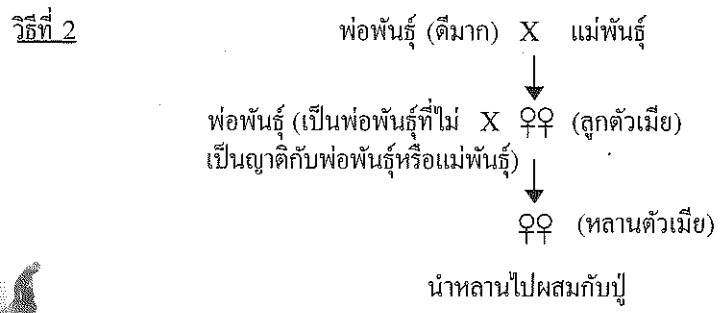 วิธีที่ 2
พ่อพันธุ์ (ดีมาก) X แม่พันธุ์
พ่อพันธุ์ (เป็นพ่อพันธุ์ที่ไม่ X ♀♀ (ลูกตัวเมีย)
เป็นญาติกับพ่อพันธุ์หรือแม่พันธุ์)
♀♀ (หลานตัวเมีย)
นำหลานไปผสมกับปู่